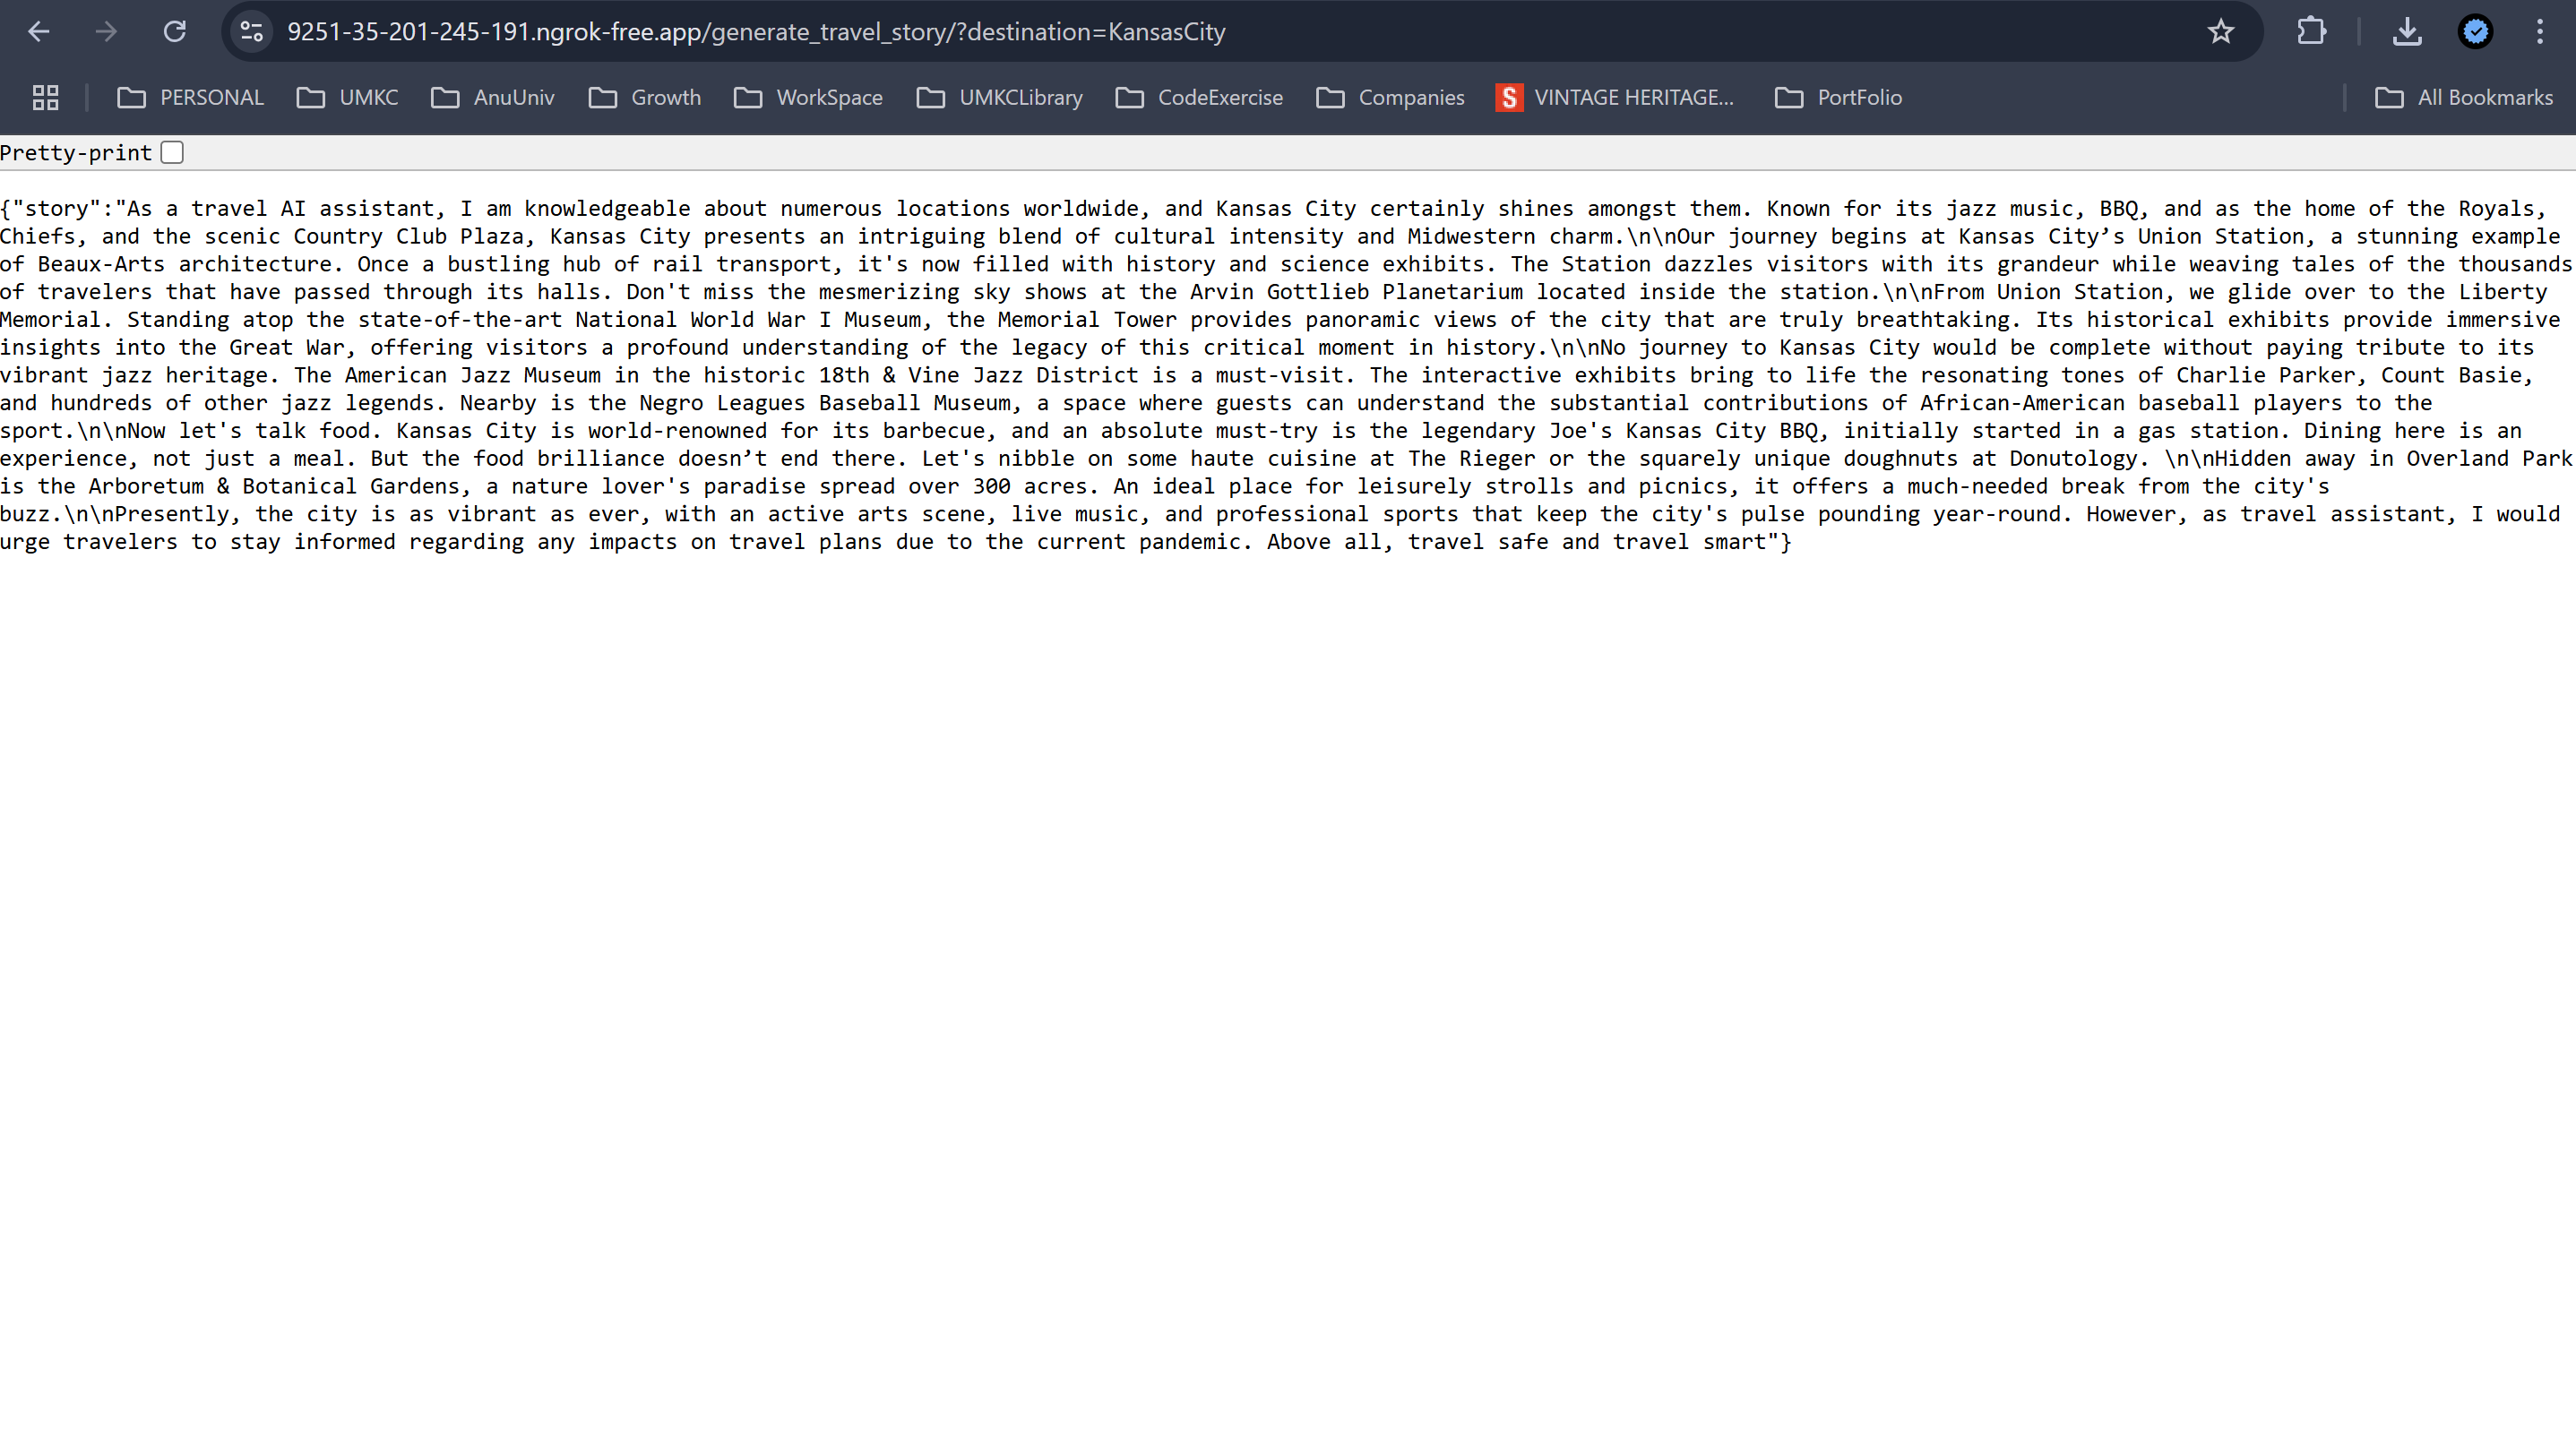 9251-35-201-245-191.ngrok-free.app/generate_travel_story/?destination=KansasCity
PERSONAL UMKC AnuUniv Growth WorkSpace UMKCLibrary CodeExercise Companies S VINTAGE HERITAGE... PortFolio All Bookmarks
Pretty-print
{"story":"As a travel AI assistant, I am knowledgeable about numerous locations worldwide, and Kansas City certainly shines amongst them. Known for its jazz music, BBQ, and as the home of the Royals,
Chiefs, and the scenic Country Club Plaza, Kansas City presents an intriguing blend of cultural intensity and Midwestern charm.\n\nOur journey begins at Kansas City’s Union Station, a stunning example
of Beaux-Arts architecture. Once a bustling hub of rail transport, it's now filled with history and science exhibits. The Station dazzles visitors with its grandeur while weaving tales of the thousands
of travelers that have passed through its halls. Don't miss the mesmerizing sky shows at the Arvin Gottlieb Planetarium located inside the station.\n\nFrom Union Station, we glide over to the Liberty
Memorial. Standing atop the state-of-the-art National World War I Museum, the Memorial Tower provides panoramic views of the city that are truly breathtaking. Its historical exhibits provide immersive
insights into the Great War, offering visitors a profound understanding of the legacy of this critical moment in history.\n\nNo journey to Kansas City would be complete without paying tribute to its
vibrant jazz heritage. The American Jazz Museum in the historic 18th & Vine Jazz District is a must-visit. The interactive exhibits bring to life the resonating tones of Charlie Parker, Count Basie,
and hundreds of other jazz legends. Nearby is the Negro Leagues Baseball Museum, a space where guests can understand the substantial contributions of African-American baseball players to the
sport.\n\nNow let's talk food. Kansas City is world-renowned for its barbecue, and an absolute must-try is the legendary Joe's Kansas City BBQ, initially started in a gas station. Dining here is an
experience, not just a meal. But the food brilliance doesn’t end there. Let's nibble on some haute cuisine at The Rieger or the squarely unique doughnuts at Donutology. \n\nHidden away in Overland Park
is the Arboretum & Botanical Gardens, a nature lover's paradise spread over 300 acres. An ideal place for leisurely strolls and picnics, it offers a much-needed break from the city's
buzz.\n\nPresently, the city is as vibrant as ever, with an active arts scene, live music, and professional sports that keep the city's pulse pounding year-round. However, as travel assistant, I would
urge travelers to stay informed regarding any impacts on travel plans due to the current pandemic. Above all, travel safe and travel smart"}